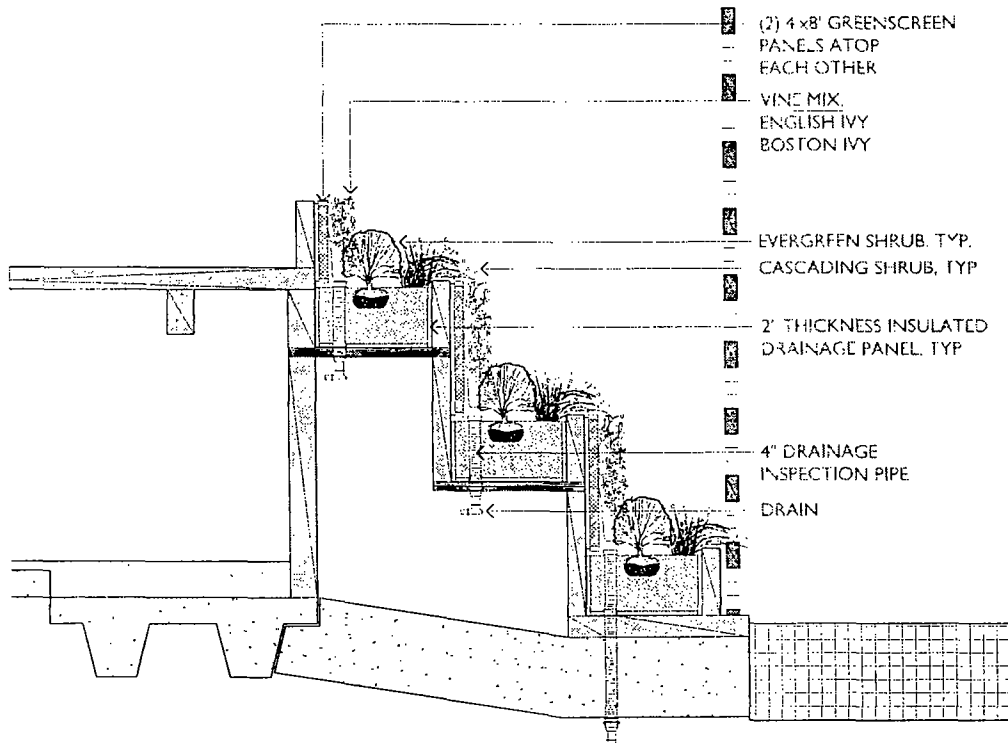 (2) 4'x8' GREENSCREEN
PANELS ATOP
EACH OTHER
VINE MIX,
ENGLISH IVY
BOSTON IVY
EVERGREEN SHRUB, TYP.
CASCADING SHRUB, TYP
2" THICKNESS INSULATED
DRAINAGE PANEL, TYP
4" DRAINAGE
INSPECTION PIPE
DRAIN